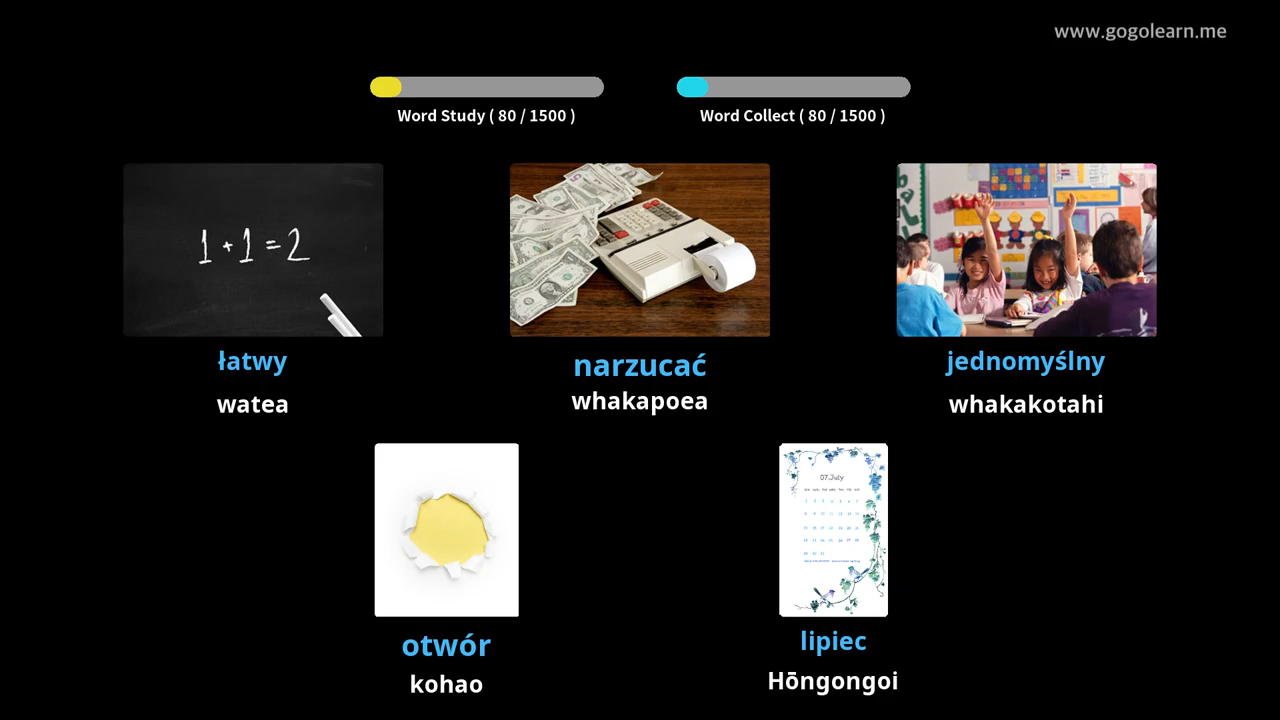 www.gogolearn.me
Word Study ( 80 / 1500 )
Word Collect ( 80 / 1500 )
1 + 1 = 2
łatwy
watea
narzucać
whakapoea
jednomyślny
whakakotahi
07.July
otwór
kohao
lipiec
Hōngongoi